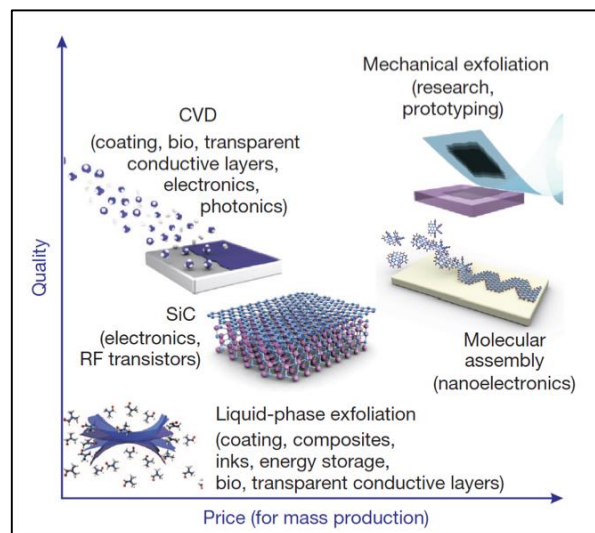 Mechanical exfoliation
(research,
prototyping)
CVD
(coating, bio, transparent
conductive layers,
electronics,
photonics)
Quality
SiC
(electronics,
RF transistors)
Molecular
assembly
(nanoelectronics)
Liquid-phase exfoliation
(coating, composites,
inks, energy storage,
bio, transparent conductive layers)
Price (for mass production)